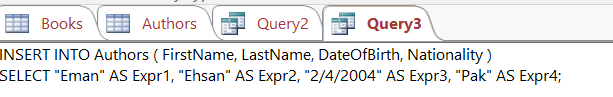 Books Authors Query2 Query3
INSERT INTO Authors ( FirstName, LastName, DateOfBirth, Nationality )
SELECT "Eman" AS Expr1, "Ehsan" AS Expr2, "2/4/2004" AS Expr3, "Pak" AS Expr4;